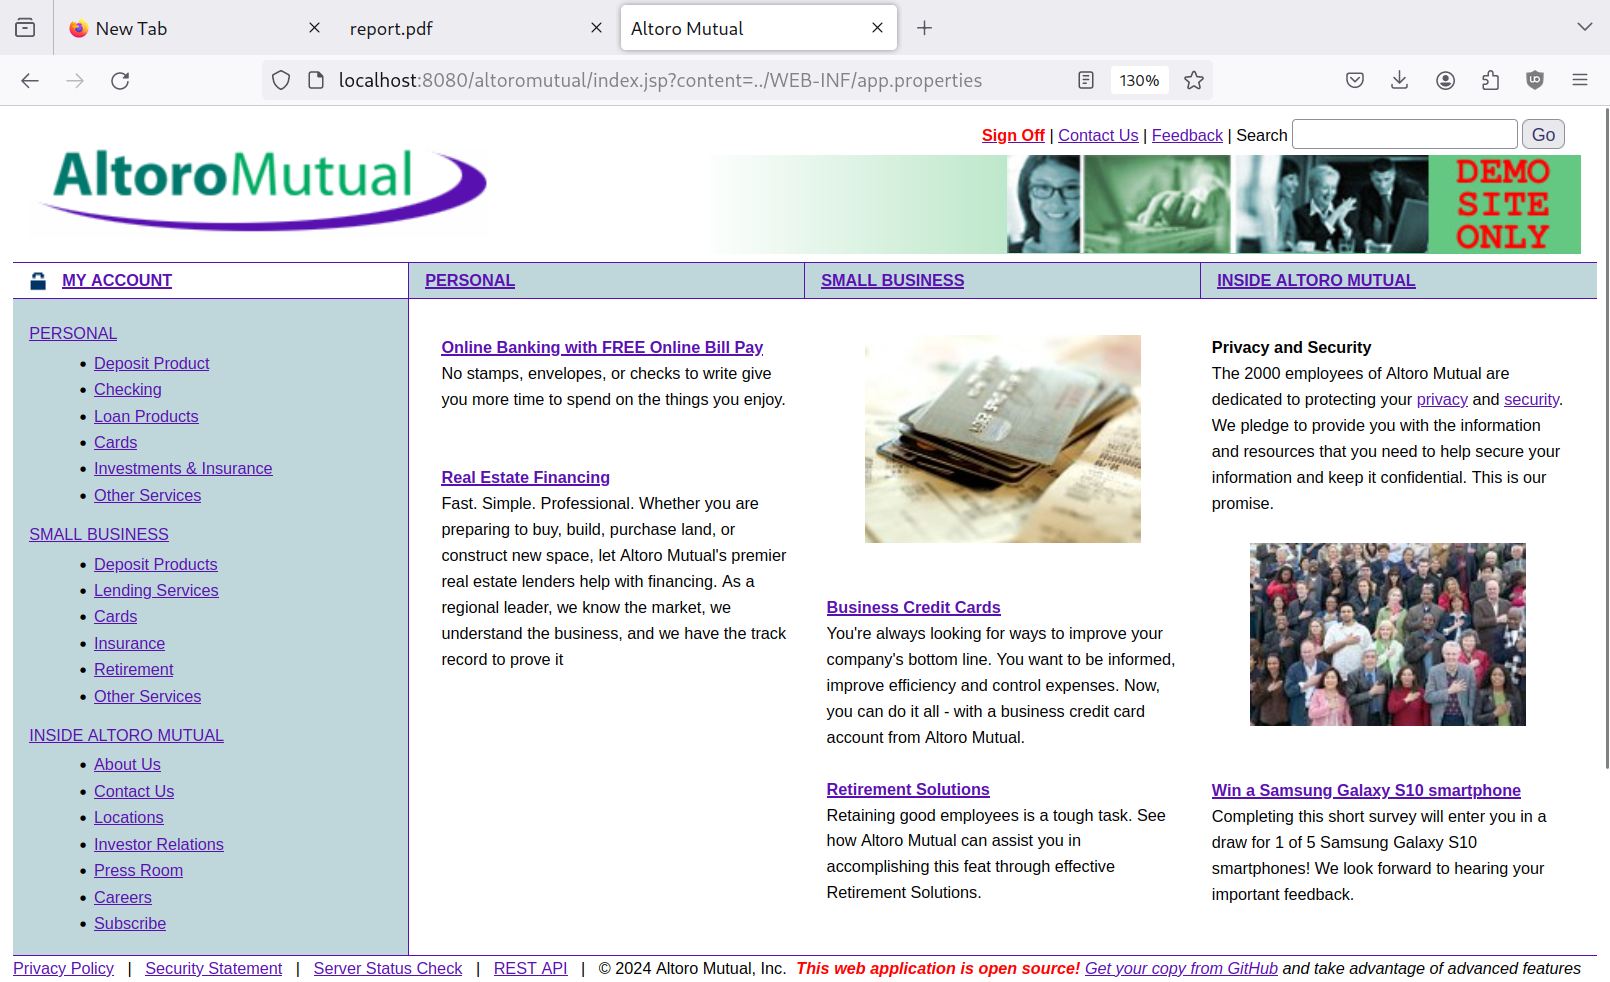 New Tab
report.pdf
Altoro Mutual
localhost:8080/altoromutual/index.jsp?content=../WEB-INF/app.properties
130%
Sign Off | Contact Us | Feedback | Search
Go
AltoroMutual
DEMO
SITE
ONLY
MY ACCOUNT
PERSONAL
SMALL BUSINESS
INSIDE ALTORO MUTUAL
PERSONAL
Deposit Product
Checking
Loan Products
Cards
Investments & Insurance
Other Services
SMALL BUSINESS
Deposit Products
Lending Services
Cards
Insurance
Retirement
Other Services
INSIDE ALTORO MUTUAL
About Us
Contact Us
Locations
Investor Relations
Press Room
Careers
Subscribe
Online Banking with FREE Online Bill Pay
No stamps, envelopes, or checks to write give
you more time to spend on the things you enjoy.
Real Estate Financing
Fast. Simple. Professional. Whether you are
preparing to buy, build, purchase land, or
construct new space, let Altoro Mutual's premier
real estate lenders help with financing. As a
regional leader, we know the market, we
understand the business, and we have the track
record to prove it
Business Credit Cards
You're always looking for ways to improve your
company's bottom line. You want to be informed,
improve efficiency and control expenses. Now,
you can do it all - with a business credit card
account from Altoro Mutual.
Retirement Solutions
Retaining good employees is a tough task. See
how Altoro Mutual can assist you in
accomplishing this feat through effective
Retirement Solutions.
Privacy and Security
The 2000 employees of Altoro Mutual are
dedicated to protecting your privacy and security.
We pledge to provide you with the information
and resources that you need to help secure your
information and keep it confidential. This is our
promise.
Win a Samsung Galaxy S10 smartphone
Completing this short survey will enter you in a
draw for 1 of 5 Samsung Galaxy S10
smartphones! We look forward to hearing your
important feedback.
Privacy Policy | Security Statement | Server Status Check | REST API | © 2024 Altoro Mutual, Inc. This web application is open source! Get your copy from GitHub and take advantage of advanced features